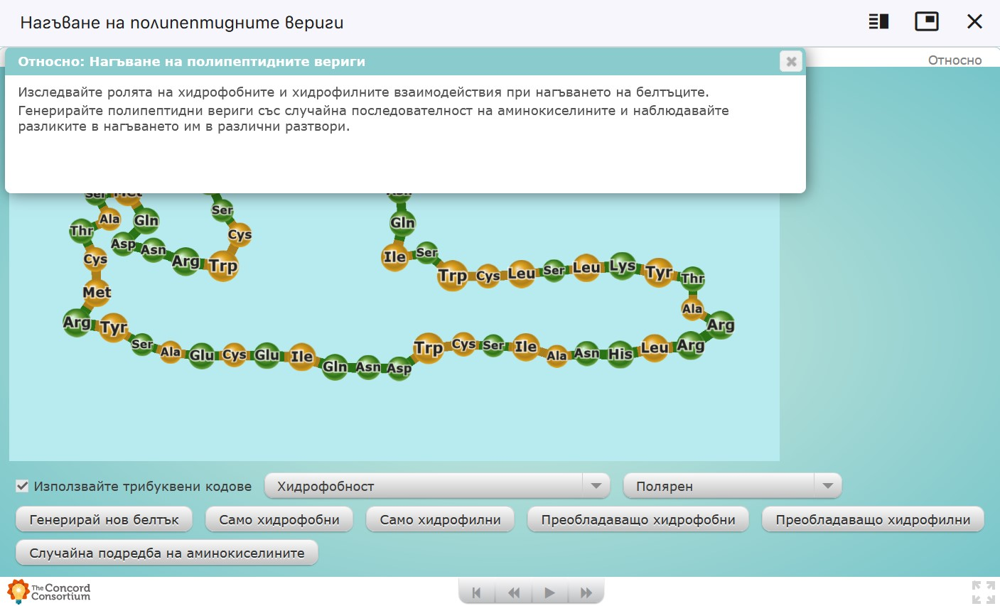 Нагъване на полипептидните вериги
Относно: Нагъване на полипептидните вериги
Относно
Изследвайте ролята на хидрофобните и хидрофилните взаимодействия при нагъването на белтъците.
Генерирайте полипептидни вериги със случайна последователност на аминокиселините и наблюдавайте
разликите в нагъването им в различни разтвори.
Ser Met Asn
Ser
Ala Gln Gln
Thr Cys
Asp Asn Ser
Cys Arg Trp Ile
Trp Cys Leu Ser Leu Lys Tyr Thr
Met
Ala
Arg Tyr Arg
Ser Ala Glu Cys Glu Ile Trp Cys Ser Ile Ala Asn His Leu Arg
Gln Asn Asp
Използвайте трибуквени кодове Хидрофобност Полярен
Генерирай нов белтък Само хидрофобни Само хидрофилни Преобладаващо хидрофобни Преобладаващо хидрофилни
Случайна подредба на аминокиселините
The Concord
Consortium